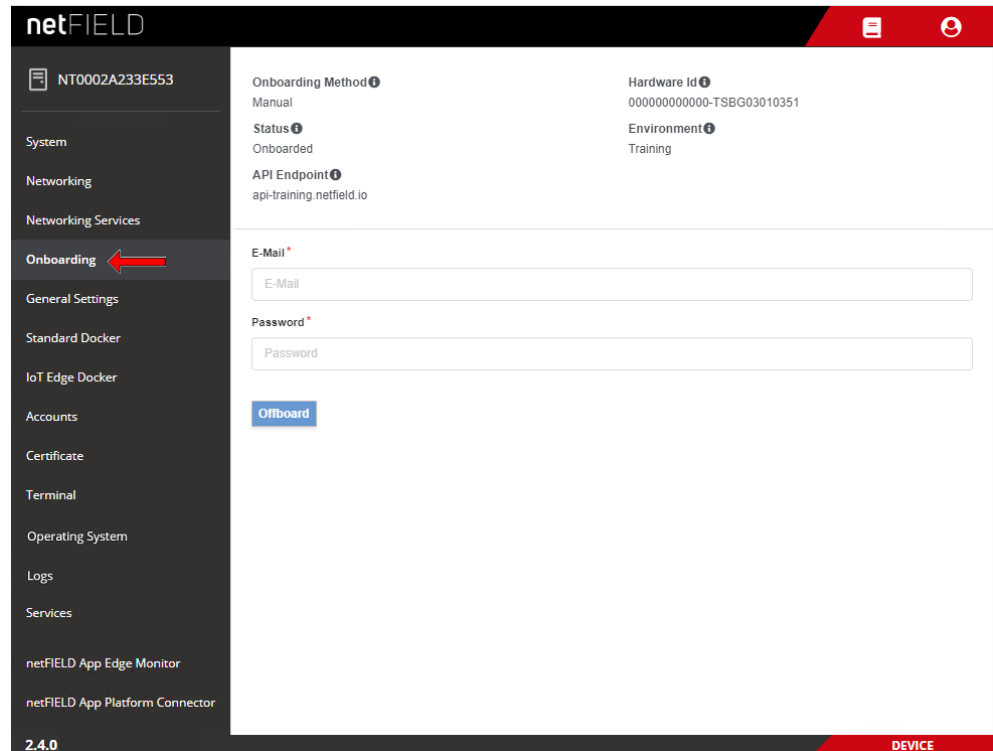 netFIELD
NT0002A233E553
System
Networking
Networking Services
Onboarding
General Settings
Standard Docker
IoT Edge Docker
Accounts
Certificate
Terminal
Operating System
Logs
Services
netFIELD App Edge Monitor
netFIELD App Platform Connector
2.4.0
Onboarding Method
Manual
Hardware Id
000000000000-TSBG03010351
Status
Onboarded
Environment
Training
API Endpoint
api-training.netfield.io
E-Mail*
E-Mail
Password*
Password
Offboard
DEVICE